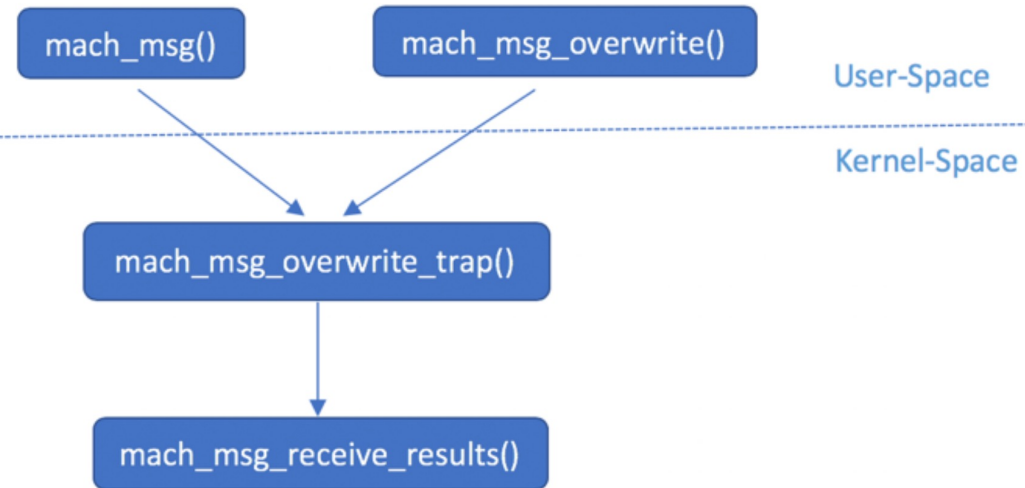 mach_msg()
mach_msg_overwrite()
User-Space
Kernel-Space
mach_msg_overwrite_trap()
mach_msg_receive_results()